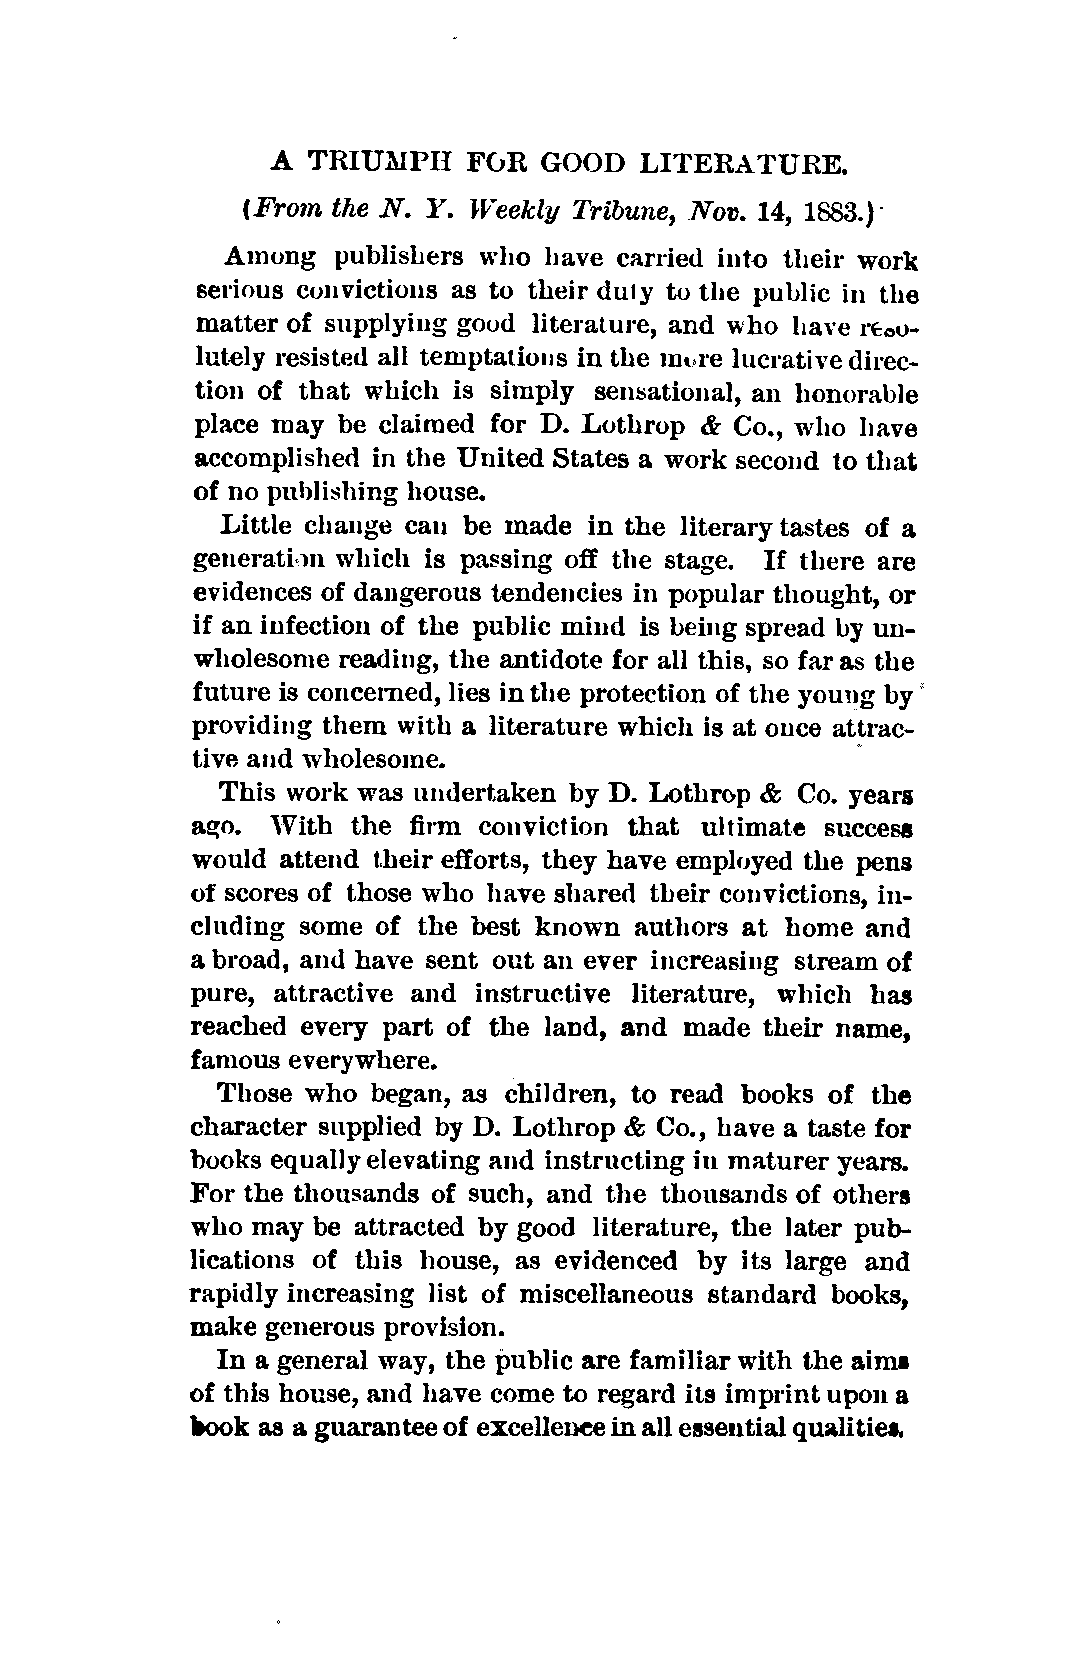 A TRIUMPH FOR GOOD LITERATURE.
(From the N. Y. Weekly Tribune, Nov. 14, 1883.)
Among publishers who have carried into their work
serious convictions as to their duty to the public in the
matter of supplying good literature, and who have reso-
lutely resisted all temptations in the more lucrative direc-
tion of that which is simply sensational, an honorable
place may be claimed for D. Lothrop & Co., who have
accomplished in the United States a work second to that
of no publishing house.
Little change can be made in the literary tastes of a
generation which is passing off the stage. If there are
evidences of dangerous tendencies in popular thought, or
if an infection of the public mind is being spread by un-
wholesome reading, the antidote for all this, so far as the
future is concerned, lies in the protection of the young by
providing them with a literature which is at once attrac-
tive and wholesome.
This work was undertaken by D. Lothrop & Co. years
ago. With the firm conviction that ultimate success
would attend their efforts, they have employed the pens
of scores of those who have shared their convictions, in-
cluding some of the best known authors at home and
abroad, and have sent out an ever increasing stream of
pure, attractive and instructive literature, which has
reached every part of the land, and made their name,
famous everywhere.
Those who began, as children, to read books of the
character supplied by D. Lothrop & Co., have a taste for
books equally elevating and instructing in maturer years.
For the thousands of such, and the thousands of others
who may be attracted by good literature, the later pub-
lications of this house, as evidenced by its large and
rapidly increasing list of miscellaneous standard books,
make generous provision.
In a general way, the public are familiar with the aims
of this house, and have come to regard its imprint upon a
book as a guarantee of excellence in all essential qualities.